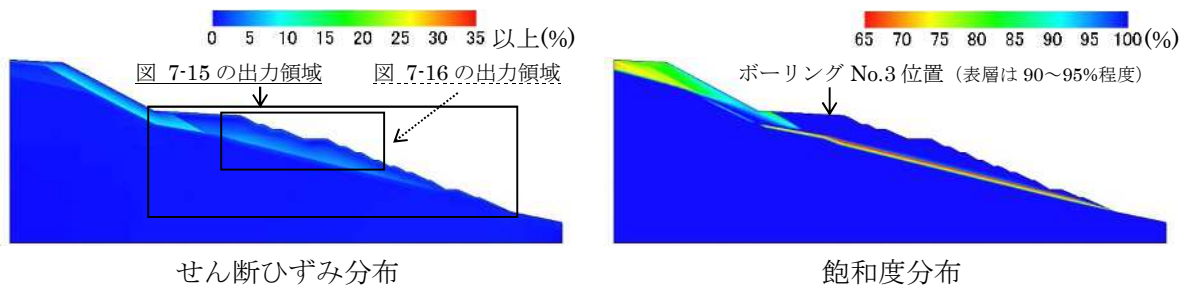 0 5 10 15 20 25 30 35 以上(%)
図 7-15 の出力領域 図 7-16 の出力領域
せん断ひずみ分布
65 70 75 80 85 90 95 100(%)
ボーリング No.3 位置（表層は 90～95%程度）
飽和度分布